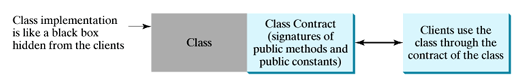 Class implementation
is like a black box
hidden from the clients
Class
Class Contract
(signatures of
public methods and
public constants)
Clients use the
class through the
contract of the class